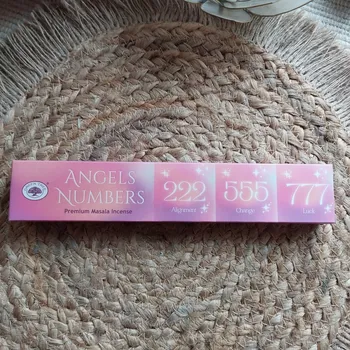 ANGELS
NUMBERS
Premium Masala Incense
222
Alignment
555
Change
777
Luck